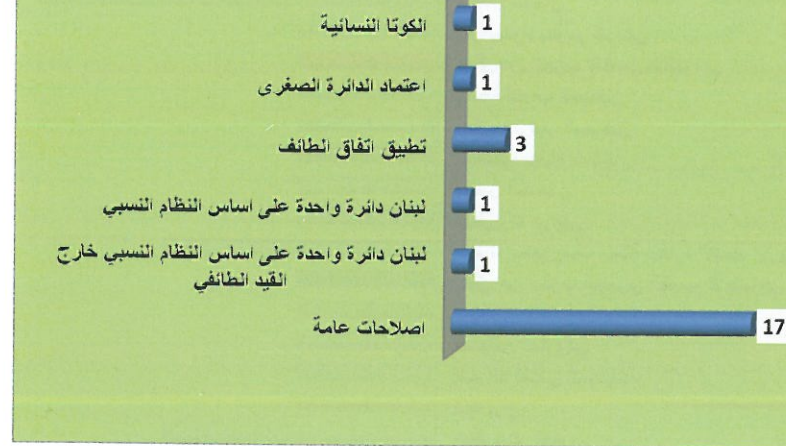 الكوتا النسائية 1
اعتماد الدائرة الصغرى 1
تطبيق اتفاق الطائف 3
لبنان دائرة واحدة على اساس النظام النسبي 1
لبنان دائرة واحدة على اساس النظام النسبي خارج
القيد الطائفي 1
اصلاحات عامة 17